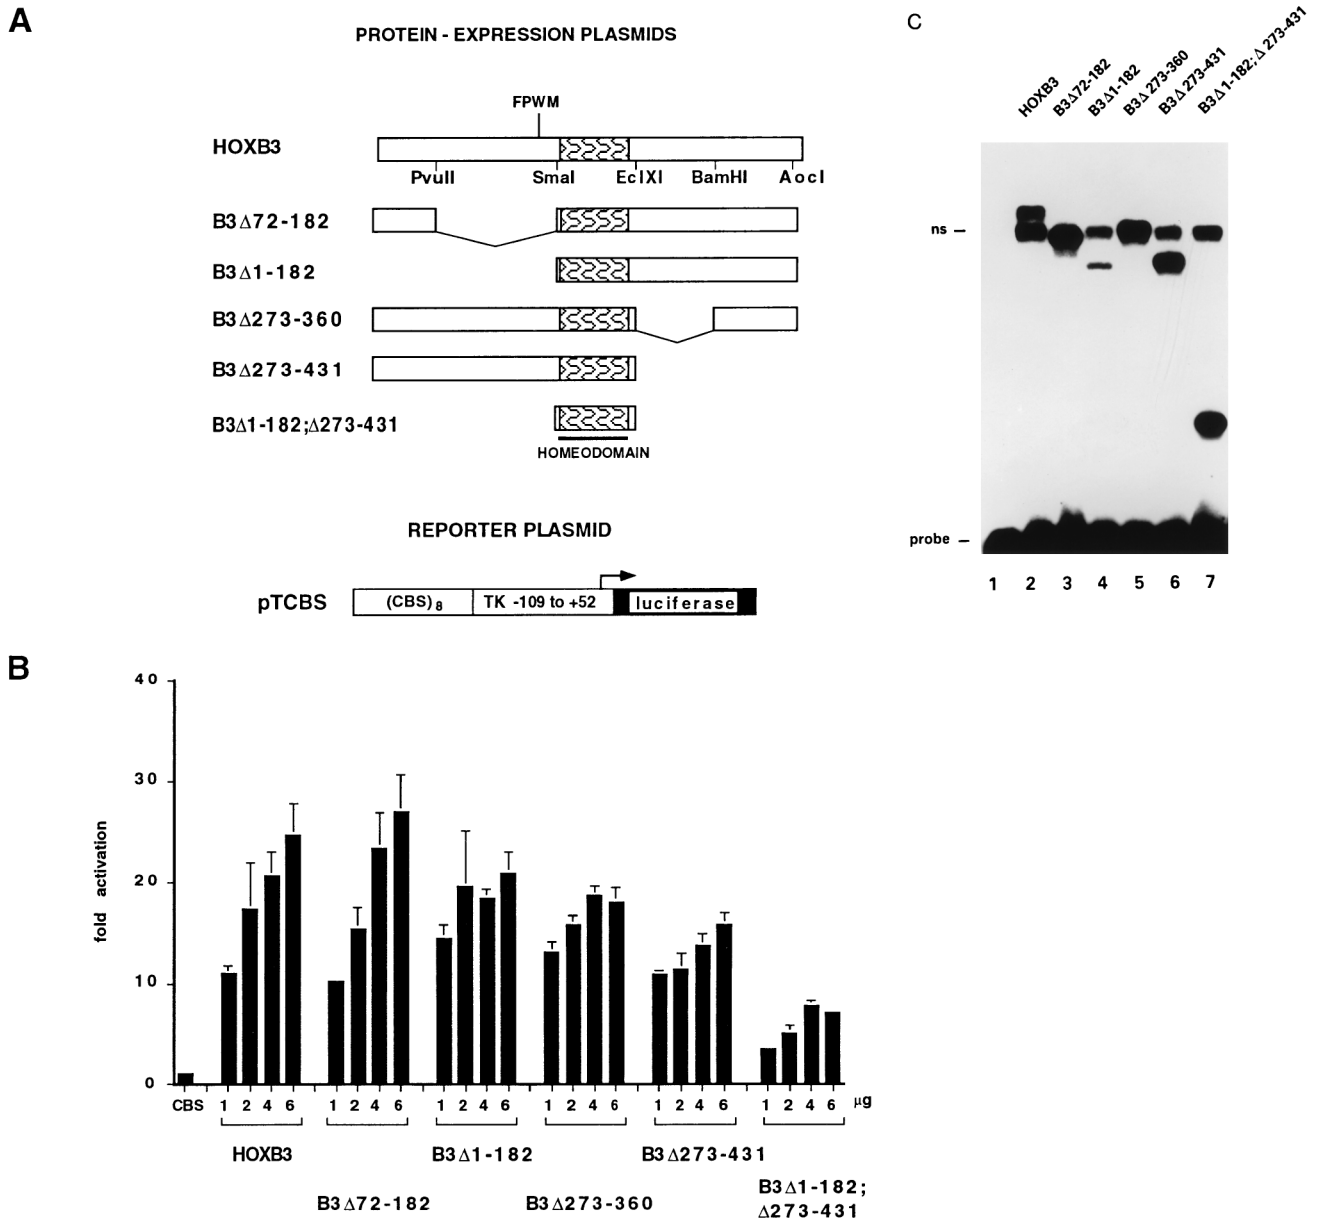 A
PROTEIN - EXPRESSION PLASMIDS
FPWM
HOXB3
PvuII SmaI EclXI BamHI AocI
B3Δ72-182
B3Δ1-182
B3Δ273-360
B3Δ273-431
B3Δ1-182;Δ273-431
HOMEODOMAIN
REPORTER PLASMID
pTCBS (CBS)8 TK -109 to +52 luciferase
C
HOXB3
B3Δ72-182
B3Δ1-182
B3Δ273-360
B3Δ273-431
B3Δ1-182;Δ273-431
ns –
probe –
1 2 3 4 5 6 7
B
fold activation
40
30
20
10
0
CBS 1 2 4 6 1 2 4 6 1 2 4 6 1 2 4 6 1 2 4 6 1 2 4 6 μg
HOXB3 B3Δ1-182 B3Δ273-431
B3Δ72-182 B3Δ273-360 B3Δ1-182;
Δ273-431